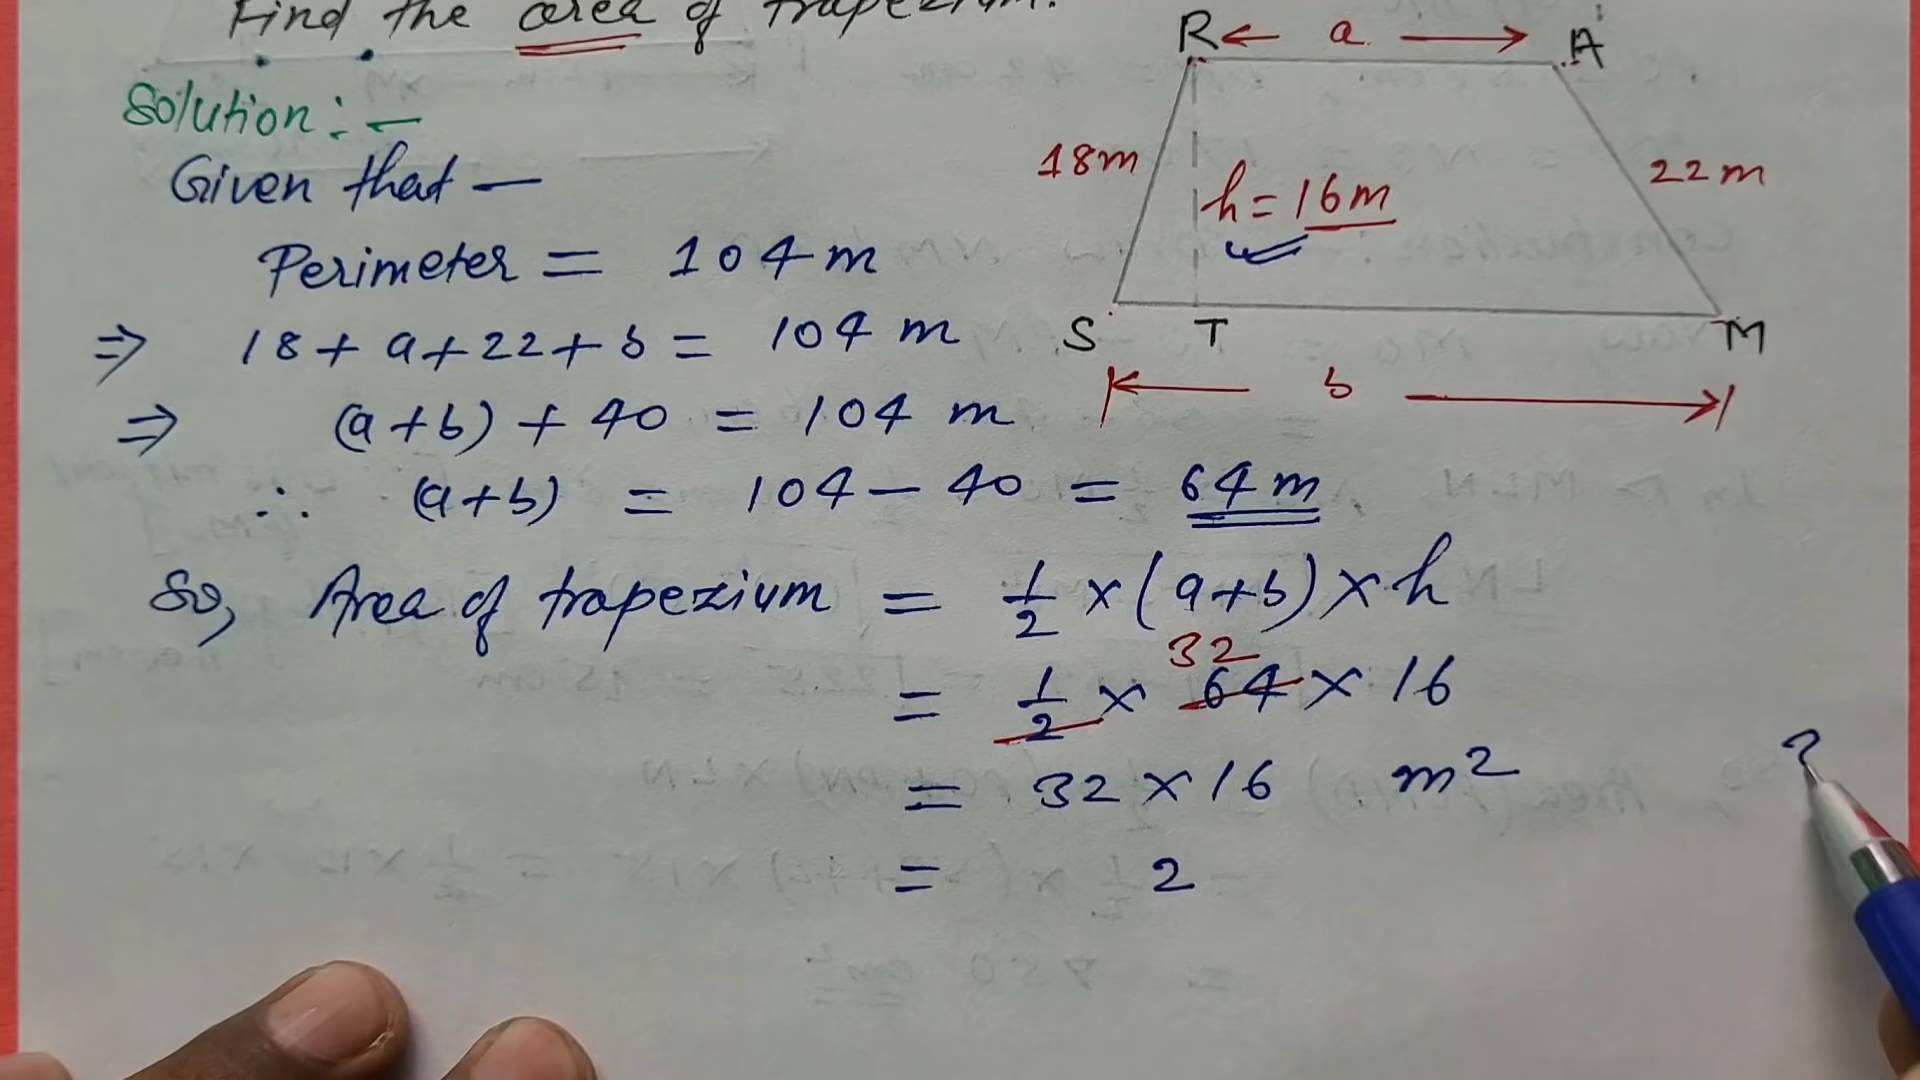 Find the area of trapezium.
R ← a → A
Solution:-
18m
22m
Given that —
h = 16m
Perimeter = 104 m
⇒ 18 + a + 22 + b = 104 m
S T M
b
⇒ (a+b) + 40 = 104 m
∴ (a+b) = 104 - 40 = 64 m
So, Area of trapezium = 1/2 × (a+b) × h
32
= 1/2 × 64 × 16
= 32 × 16 m²
= 2
?